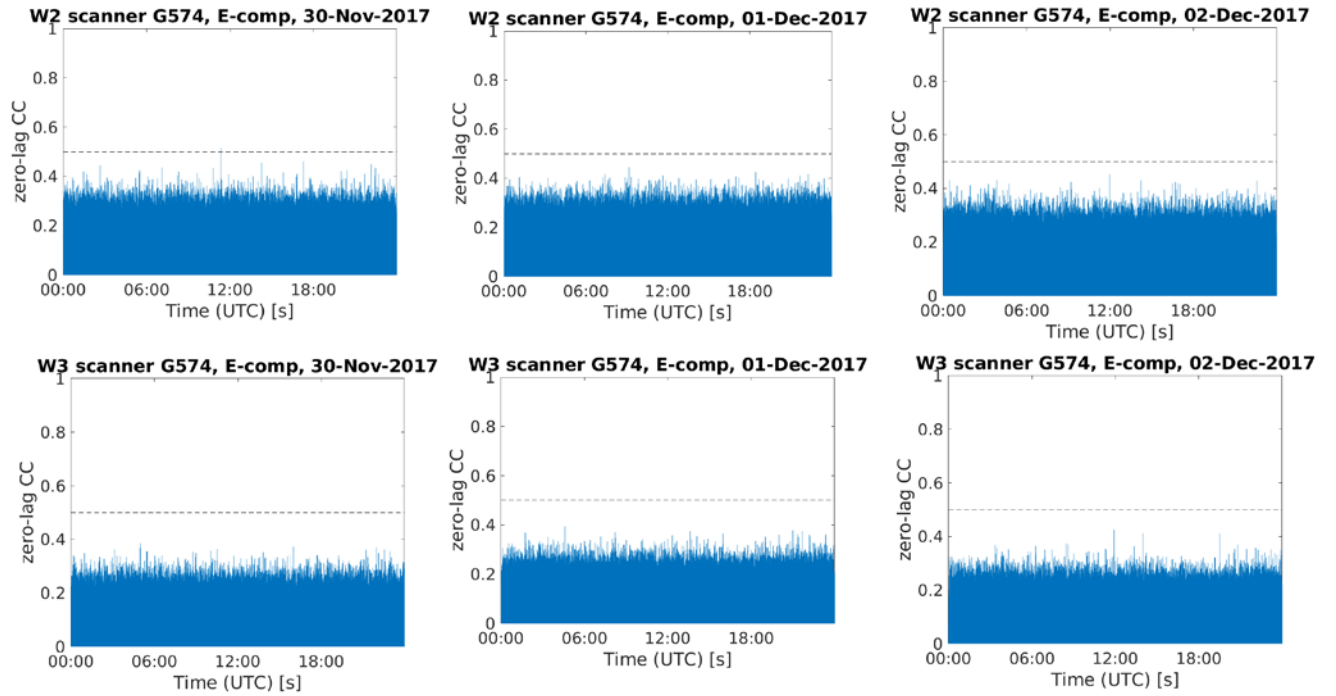 W2 scanner G574, E-comp, 30-Nov-2017
1
0.8
0.6
0.4
0.2
0
zero-lag CC
00:00 06:00 12:00 18:00
Time (UTC) [s]
W2 scanner G574, E-comp, 01-Dec-2017
1
0.8
0.6
0.4
0.2
0
zero-lag CC
00:00 06:00 12:00 18:00
Time (UTC) [s]
W2 scanner G574, E-comp, 02-Dec-2017
1
0.8
0.6
0.4
0.2
0
zero-lag CC
00:00 06:00 12:00 18:00
Time (UTC) [s]
W3 scanner G574, E-comp, 30-Nov-2017
1
0.8
0.6
0.4
0.2
0
zero-lag CC
00:00 06:00 12:00 18:00
Time (UTC) [s]
W3 scanner G574, E-comp, 01-Dec-2017
1
0.8
0.6
0.4
0.2
0
zero-lag CC
00:00 06:00 12:00 18:00
Time (UTC) [s]
W3 scanner G574, E-comp, 02-Dec-2017
1
0.8
0.6
0.4
0.2
0
zero-lag CC
00:00 06:00 12:00 18:00
Time (UTC) [s]